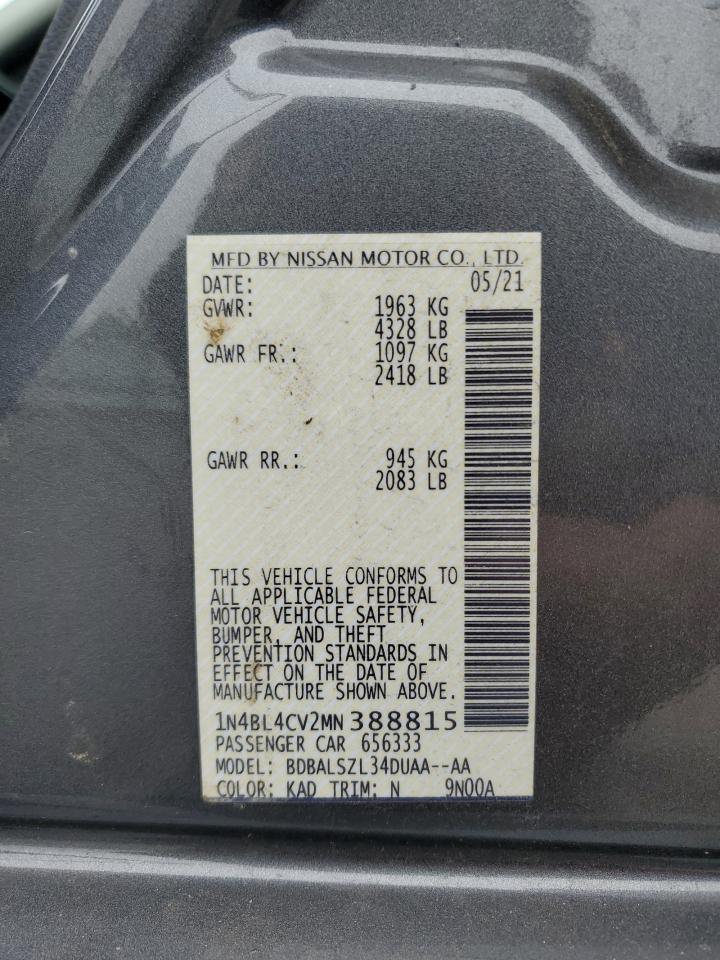 MFD BY NISSAN MOTOR CO., LTD.
DATE: 05/21
GVWR: 1963 KG
4328 LB
GAWR FR.: 1097 KG
2418 LB
GAWR RR.: 945 KG
2083 LB
THIS VEHICLE CONFORMS TO
ALL APPLICABLE FEDERAL
MOTOR VEHICLE SAFETY,
BUMPER, AND THEFT
PREVENTION STANDARDS IN
EFFECT ON THE DATE OF
MANUFACTURE SHOWN ABOVE.
1N4BL4CV2MN388815
PASSENGER CAR 656333
MODEL: BDBALSZL34DUAA--AA
COLOR: KAD TRIM: N 9N00A